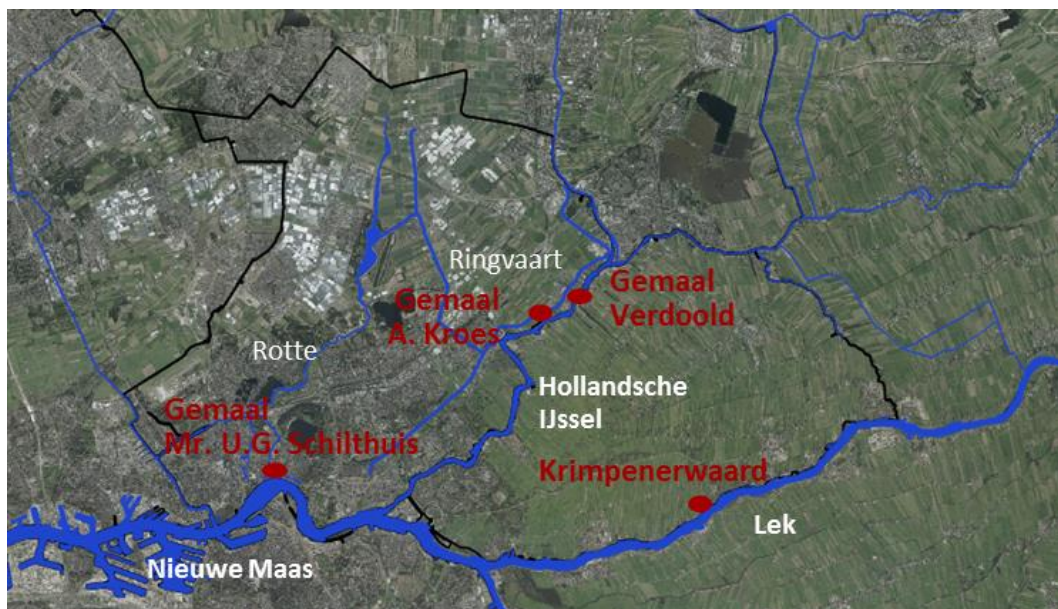 Ringvaart
Gemaal
A. Kroes
Gemaal
Verdoold
Rotte
Hollandsche
IJssel
Gemaal
Mr. U.G. Schilthuis
Krimpenerwaard
Lek
Nieuwe Maas